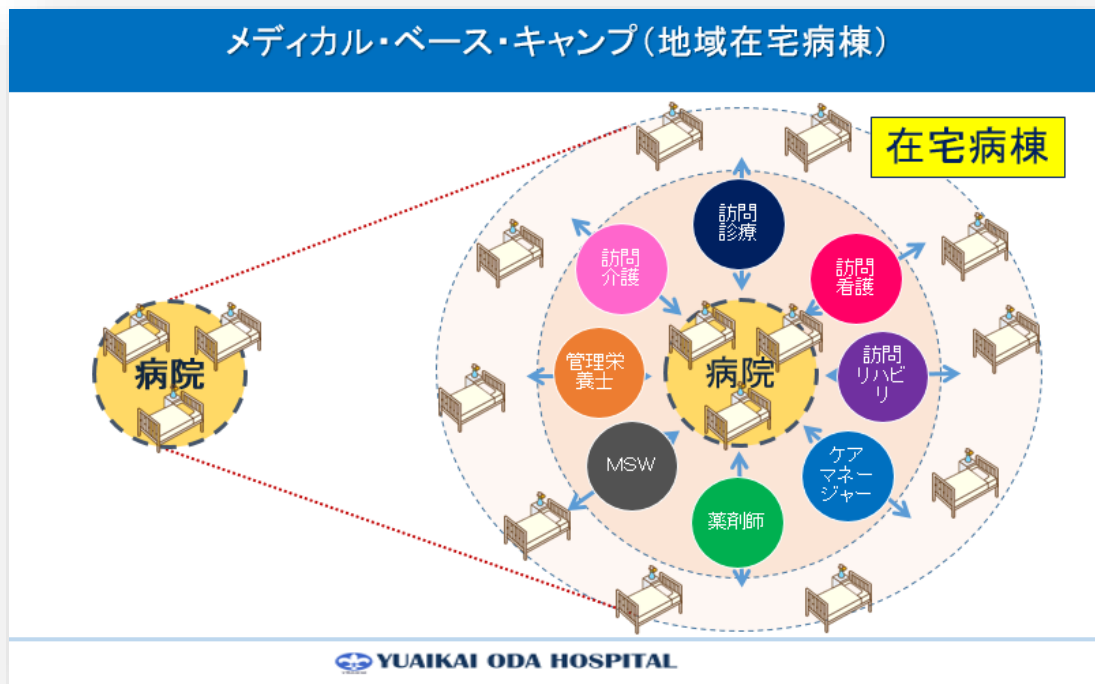 メディカル・ベース・キャンプ（地域在宅病棟）
在宅病棟
訪問
診療
訪問
介護
訪問
看護
管理栄
養士
病院
病院
訪問
リハビ
リ
MSW
ケア
マネー
ジャー
薬剤師
YUAIKAI ODA HOSPITAL